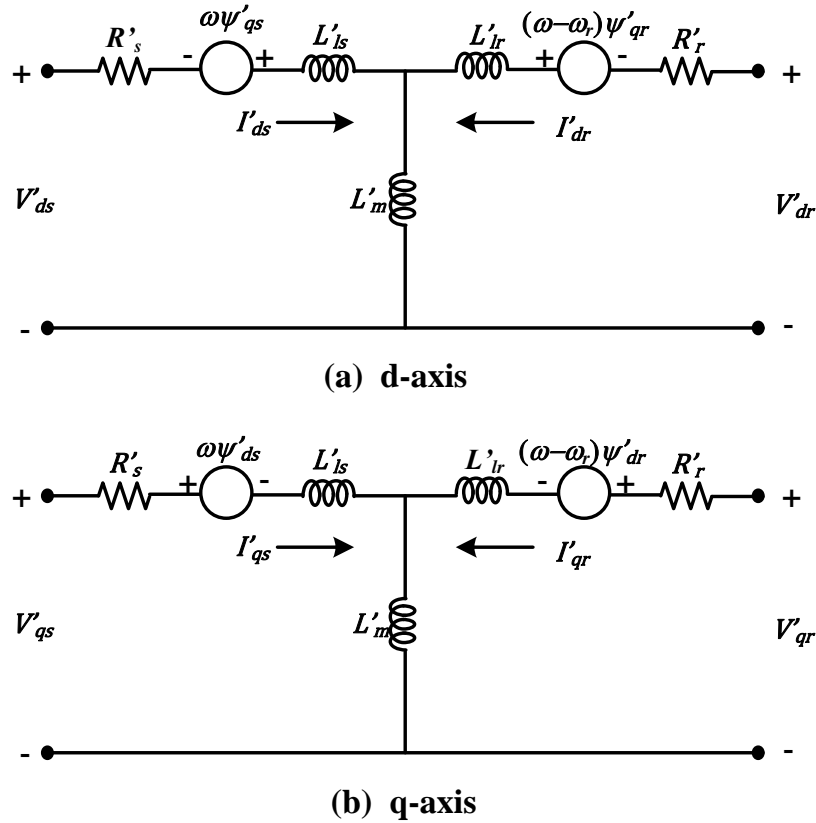 ωψ'qs L'ls L'lr (ω−ωr)ψ'qr
R's - + + - R'r
+ +
I'ds I'dr
V'ds L'm V'dr
- -
(a) d-axis
ωψ'ds L'ls L'lr (ω−ωr)ψ'dr
R's + - - + R'r
+ +
I'qs I'qr
V'qs L'm V'qr
- -
(b) q-axis